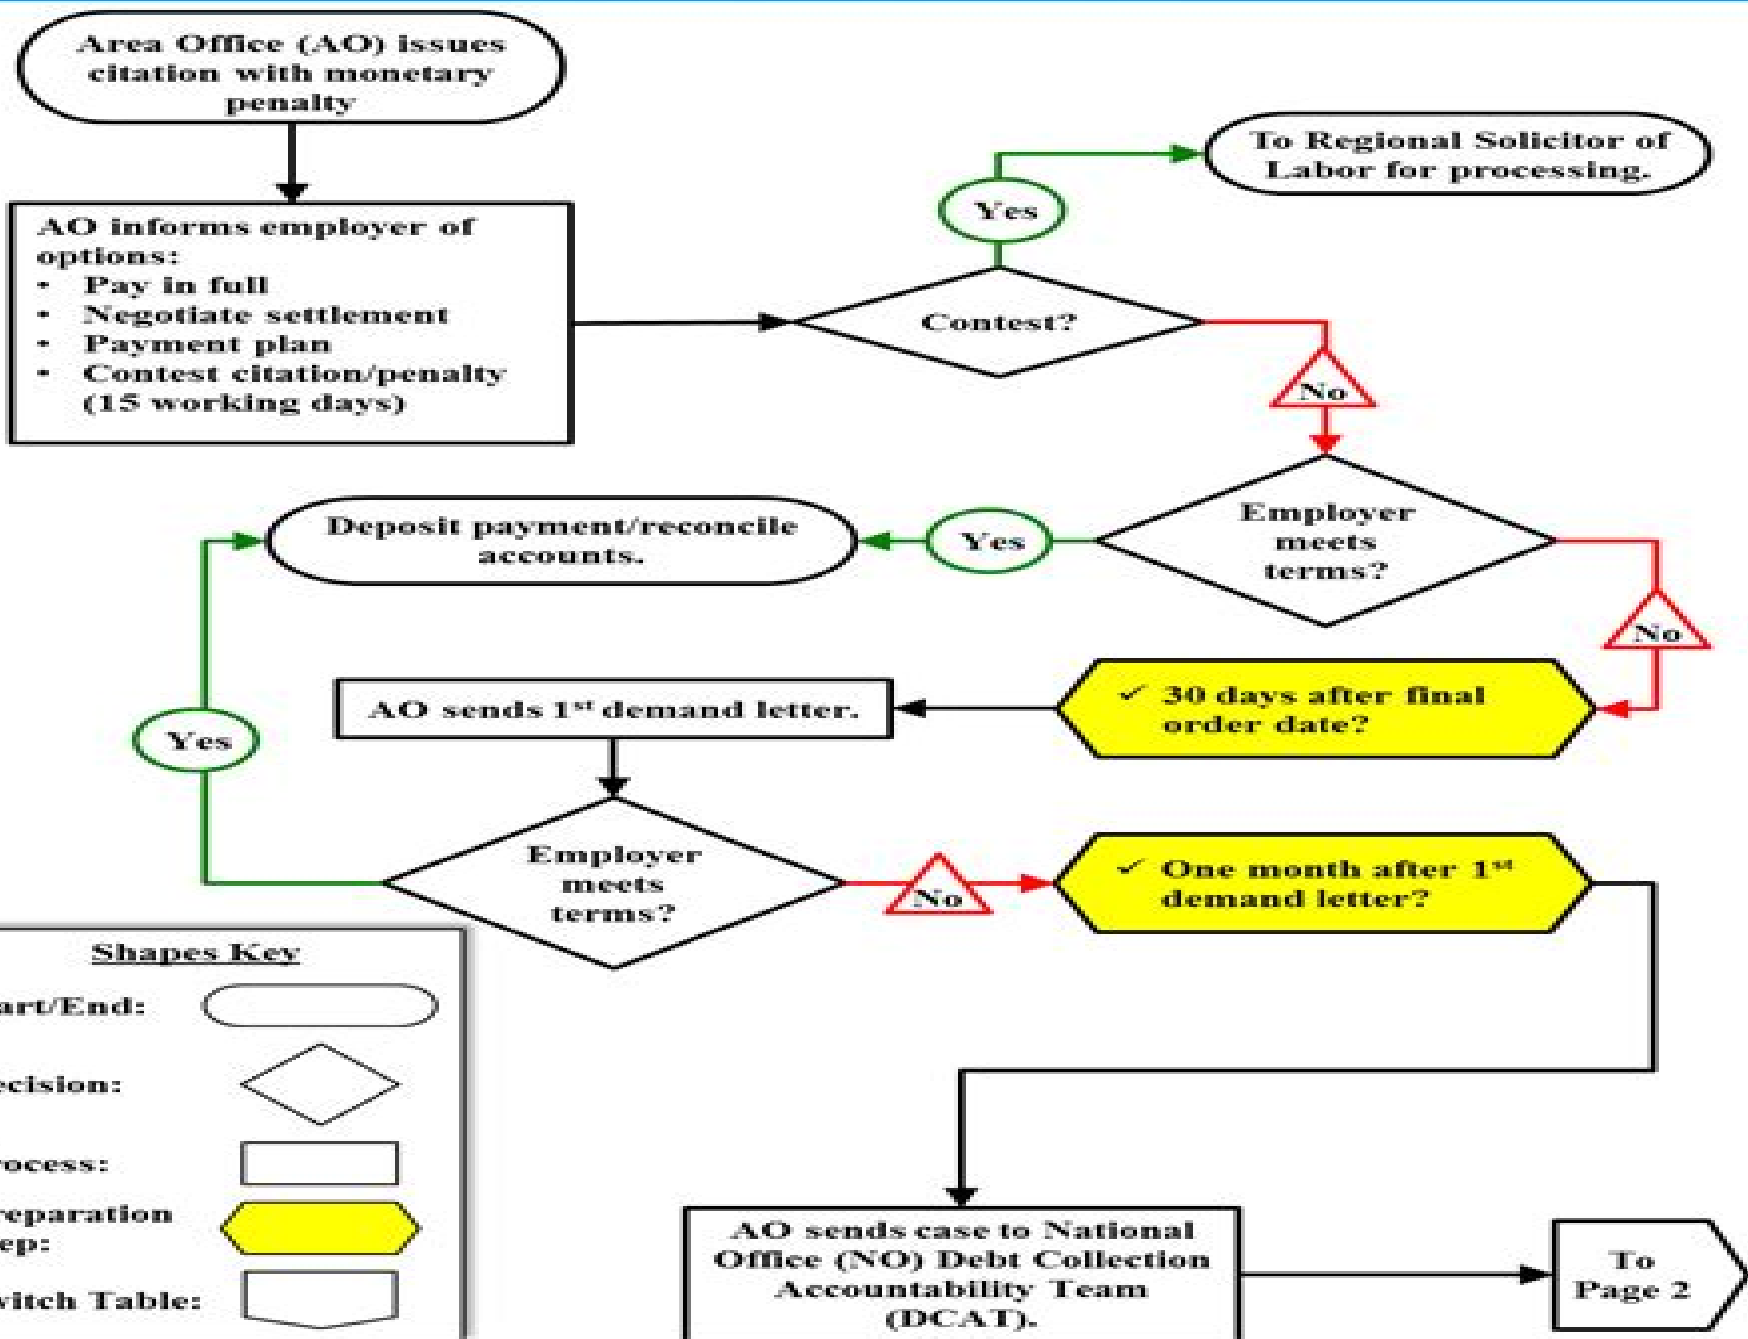 Area Office (AO) issues
citation with monetary
penalty
To Regional Solicitor of
Labor for processing.
Yes
AO informs employer of
options:
• Pay in full
• Negotiate settlement
• Payment plan
• Contest citation/penalty
(15 working days)
Contest?
No
Deposit payment/reconcile
accounts.
Yes
Employer
meets
terms?
No
AO sends 1st demand letter.
✓ 30 days after final
order date?
Yes
Employer
meets
terms?
No
✓ One month after 1st
demand letter?
Shapes Key
art/End:
ecision:
rocess:
reparation
ep:
witch Table:
AO sends case to National
Office (NO) Debt Collection
Accountability Team
(DCAT).
To
Page 2